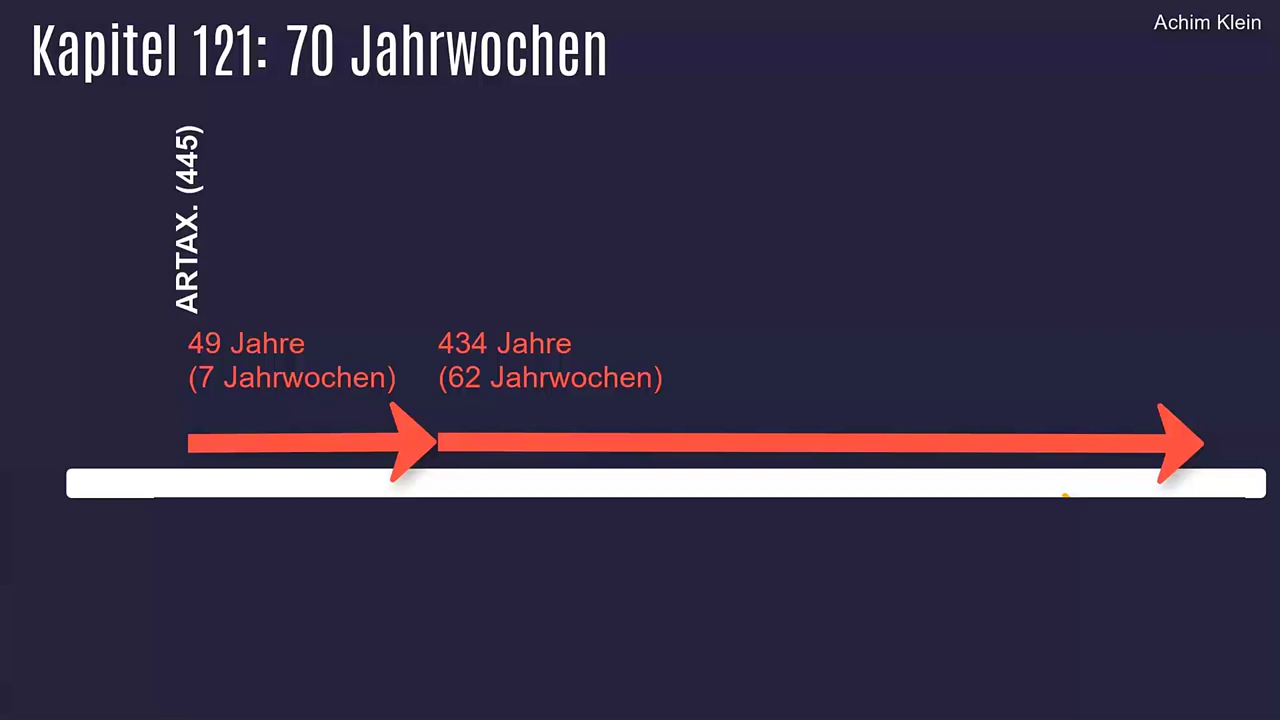 Kapitel 121: 70 Jahrwochen
Achim Klein
ARTAX. (445)
49 Jahre
(7 Jahrwochen)
434 Jahre
(62 Jahrwochen)